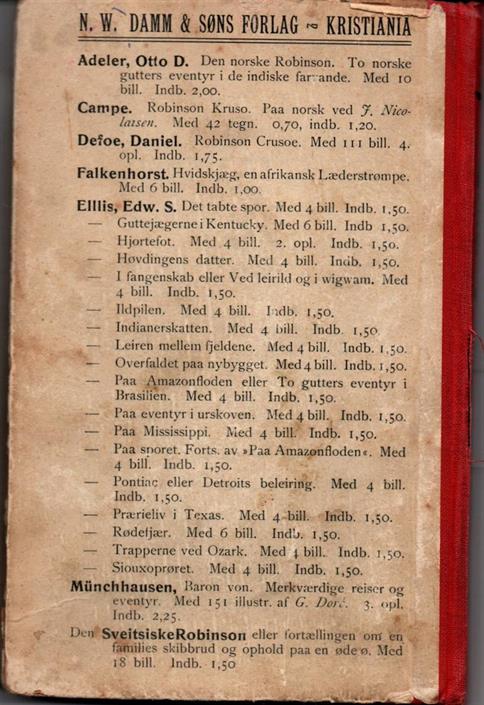 N. W. DAMM & SØNS FORLAG ~ KRISTIANIA
Adeler, Otto D. Den norske Robinson. To norske
gutters eventyr i de indiske farvande. Med 10
bill. Indb. 2,00.
Campe. Robinson Kruso. Paa norsk ved J. Nico-
laisen. Med 42 tegn. 0,70, indb. 1,20.
Defoe, Daniel. Robinson Crusoe. Med 111 bill. 4.
opl. Indb. 1,75.
Falkenhorst. Hvidskjæg, en afrikansk Læderstrømpe.
Med 6 bill. Indb. 1,00.
Elllis, Edw. S. Det tabte spor. Med 4 bill. Indb. 1,50.
— Guttejægerne i Kentucky. Med 6 bill. Indb 1,50.
— Hjortefot. Med 4 bill. 2. opl. Indb. 1,50.
— Høvdingens datter. Med 4 bill. Indb. 1,50.
— I fangenskab eller Ved leirild og i wigwam. Med
4 bill. Indb. 1,50.
— Ildpilen. Med 4 bill. Indb. 1,50.
— Indianerskatten. Med 4 bill. Indb. 1,50
— Leiren mellem fjeldene. Med 4 bill. Indb. 1,50.
— Overfaldet paa nybygget. Med 4 bill. Indb. 1,50.
— Paa Amazonfloden eller To gutters eventyr i
Brasilien. Med 4 bill. Indb. 1,50.
— Paa eventyr i urskoven. Med 4 bill. Indb. 1,50.
— Paa Mississippi. Med 4 bill. Indb. 1,50.
— Paa sporet. Forts. av »Paa Amazonfloden«. Med
4 bill. Indb. 1,50.
— Pontiac eller Detroits beleiring. Med 4 bill.
Indb. 1,50.
— Prærieliv i Texas. Med 4 bill. Indb. 1,50.
— Rødefjær. Med 6 bill. Indb. 1,50.
— Trapperne ved Ozark. Med 4 bill. Indb. 1,50.
— Siouxoprøret. Med 4 bill. Indb. 1,50.
Münchhausen, Baron von. Merkværdige reiser og
eventyr. Med 151 illustr. af G. Doré. 3. opl.
Indb. 2,25.
Den Sveitsiske Robinson eller fortællingen om en
families skibbrud og ophold paa en øde ø. Med
18 bill. Indb. 1,50